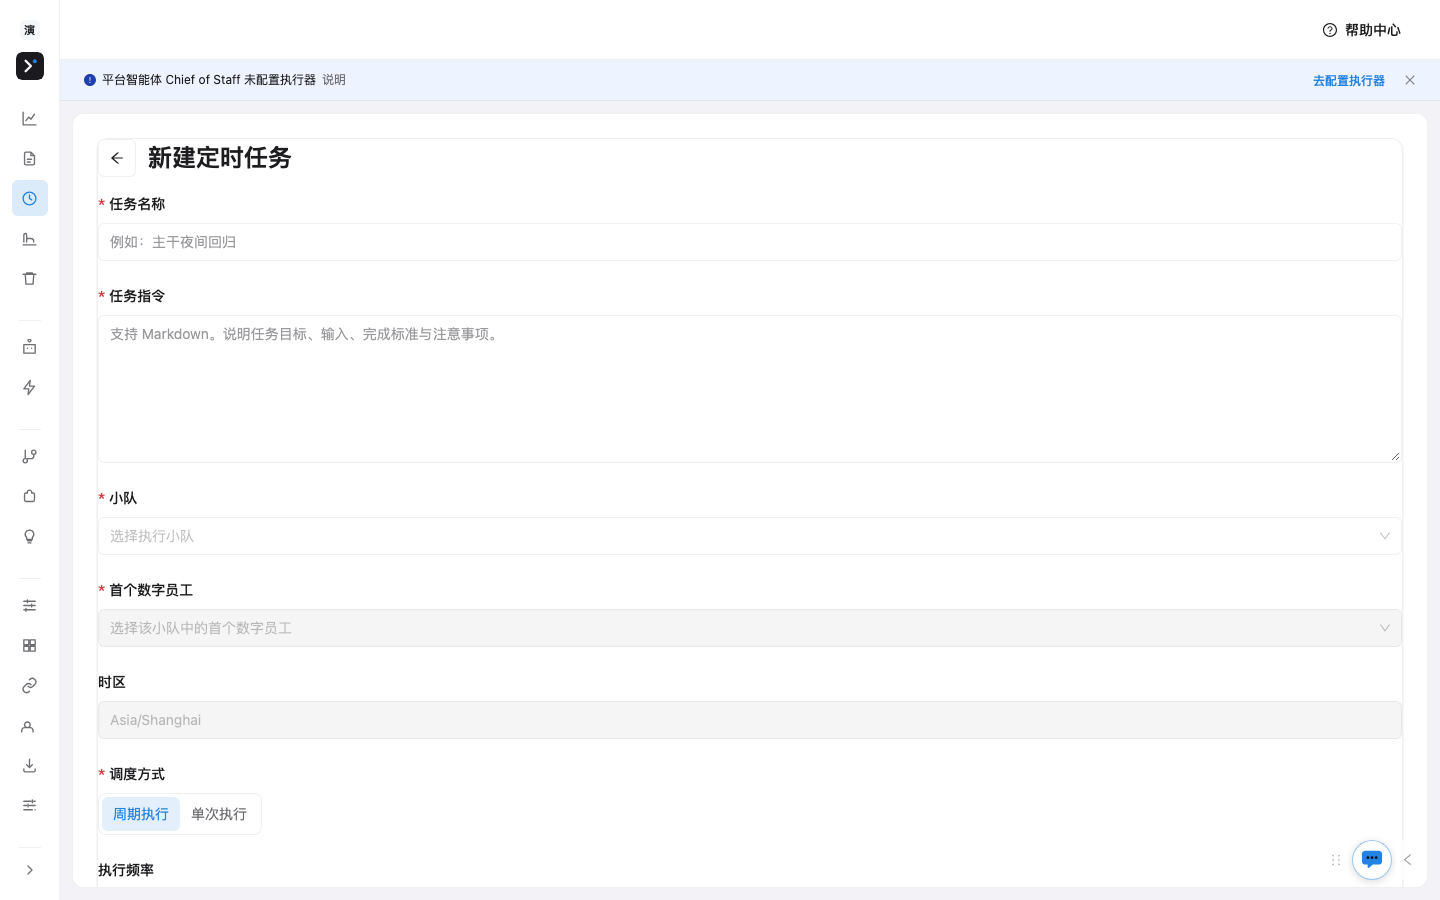 演
帮助中心
平台智能体 Chief of Staff 未配置执行器 说明
去配置执行器
新建定时任务
* 任务名称
例如：主干夜间回归
* 任务指令
支持 Markdown。说明任务目标、输入、完成标准与注意事项。
* 小队
选择执行小队
* 首个数字员工
选择该小队中的首个数字员工
时区
Asia/Shanghai
* 调度方式
周期执行 单次执行
执行频率